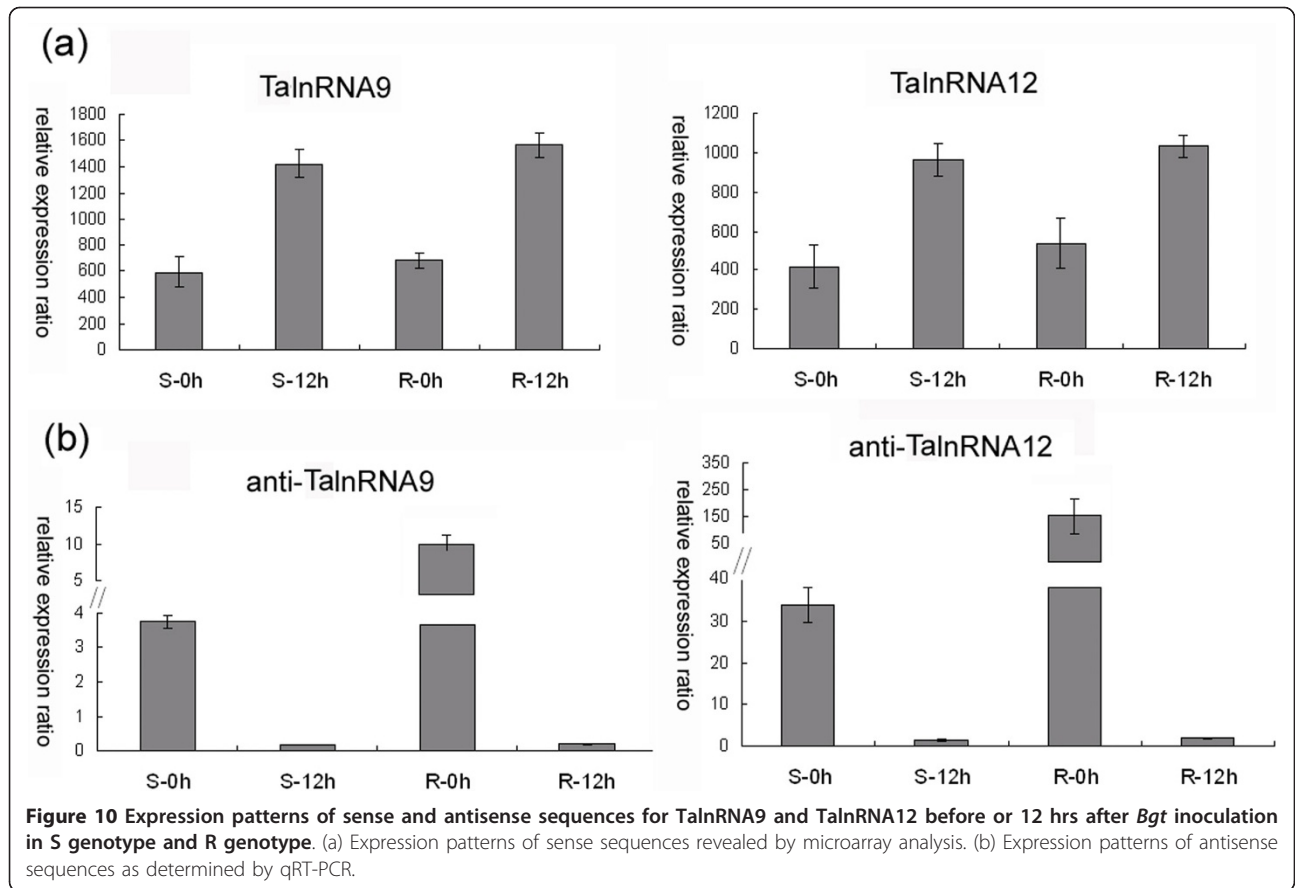 (a)
TalnRNA9
relative expression ratio
1800
1600
1400
1200
1000
800
600
400
200
0
S-0h S-12h R-0h R-12h
TalnRNA12
relative expression ratio
1200
1000
800
600
400
200
0
S-0h S-12h R-0h R-12h
(b)
anti-TalnRNA9
relative expression ratio
15
10
5
//
4
3
2
1
0
S-0h S-12h R-0h R-12h
anti-TalnRNA12
relative expression ratio
350
250
150
50
//
40
30
20
10
0
S-0h S-12h R-0h R-12h
Figure 10 Expression patterns of sense and antisense sequences for TalnRNA9 and TalnRNA12 before or 12 hrs after Bgt inoculation
in S genotype and R genotype. (a) Expression patterns of sense sequences revealed by microarray analysis. (b) Expression patterns of antisense
sequences as determined by qRT-PCR.